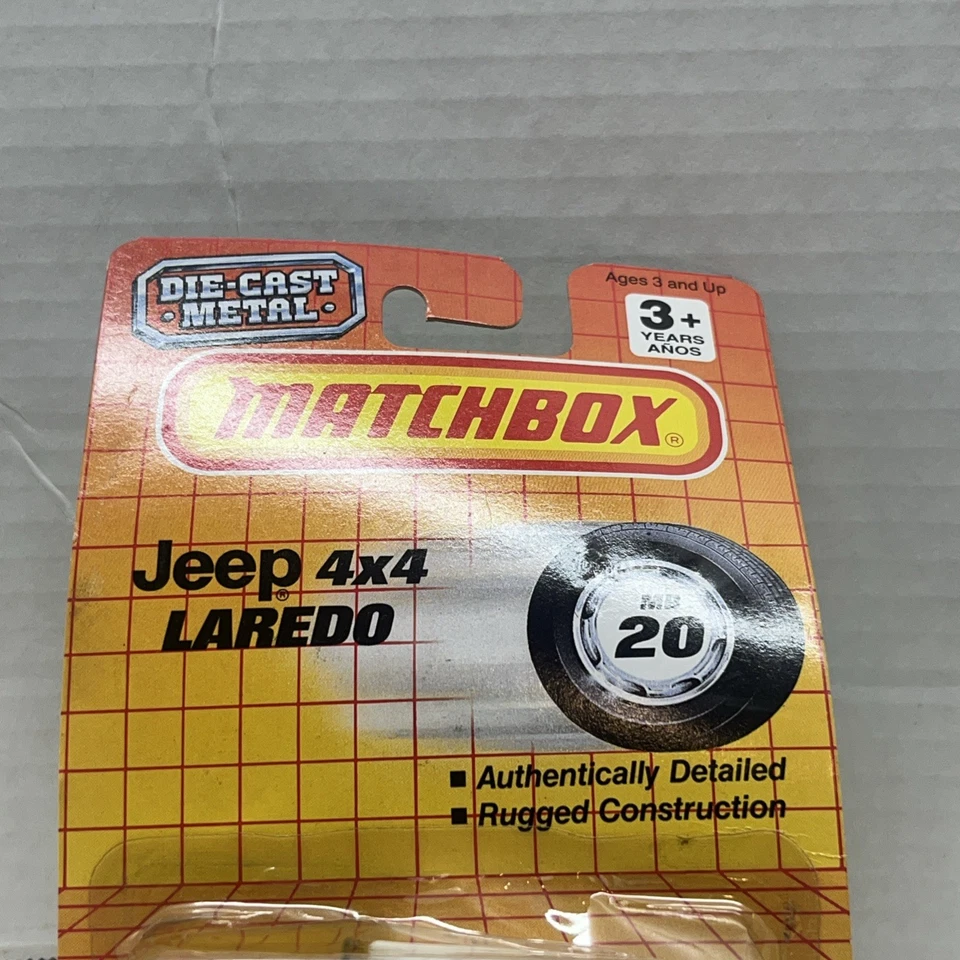 DIE-CAST
• METAL •
Ages 3 and Up
3+
YEARS
AÑOS
MATCHBOX®
Jeep® 4x4
LAREDO
MB
20
■ Authentically Detailed
■ Rugged Construction